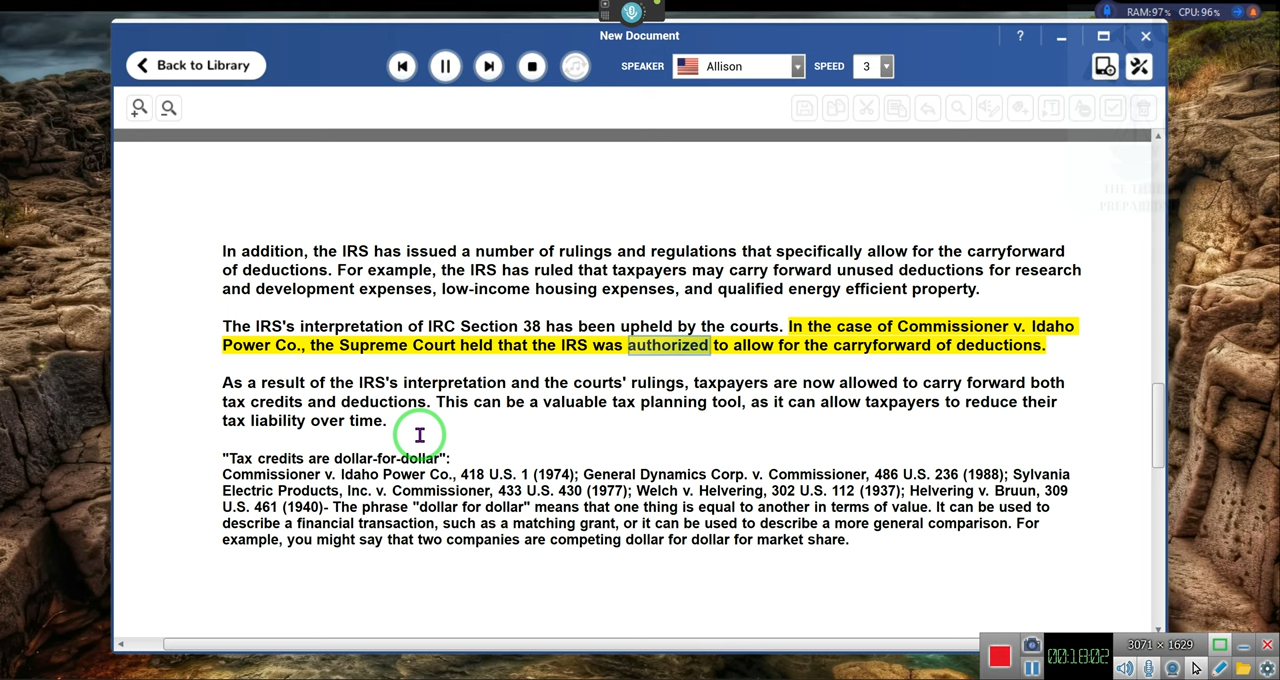 RAM:97% CPU:96%
New Document
?
Back to Library
SPEAKER
Allison
SPEED
3
In addition, the IRS has issued a number of rulings and regulations that specifically allow for the carryforward
of deductions. For example, the IRS has ruled that taxpayers may carry forward unused deductions for research
and development expenses, low-income housing expenses, and qualified energy efficient property.
The IRS's interpretation of IRC Section 38 has been upheld by the courts. In the case of Commissioner v. Idaho
Power Co., the Supreme Court held that the IRS was authorized to allow for the carryforward of deductions.
As a result of the IRS's interpretation and the courts' rulings, taxpayers are now allowed to carry forward both
tax credits and deductions. This can be a valuable tax planning tool, as it can allow taxpayers to reduce their
tax liability over time.
"Tax credits are dollar-for-dollar":
Commissioner v. Idaho Power Co., 418 U.S. 1 (1974); General Dynamics Corp. v. Commissioner, 486 U.S. 236 (1988); Sylvania
Electric Products, Inc. v. Commissioner, 433 U.S. 430 (1977); Welch v. Helvering, 302 U.S. 112 (1937); Helvering v. Bruun, 309
U.S. 461 (1940)- The phrase "dollar for dollar" means that one thing is equal to another in terms of value. It can be used to
describe a financial transaction, such as a matching grant, or it can be used to describe a more general comparison. For
example, you might say that two companies are competing dollar for dollar for market share.
3071 × 1629
00:18:02